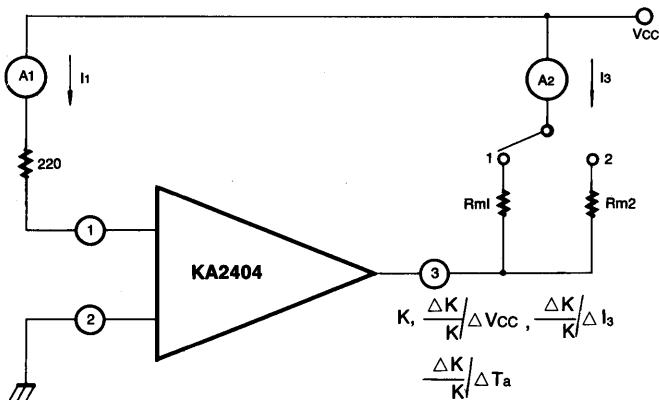 Vcc
A1
I1
A2
I3
220
1
2
Rm1
Rm2
1
KA2404
3
2
K, ΔK/K/ΔVcc , ΔK/K/ΔI3
ΔK/K/ΔTa